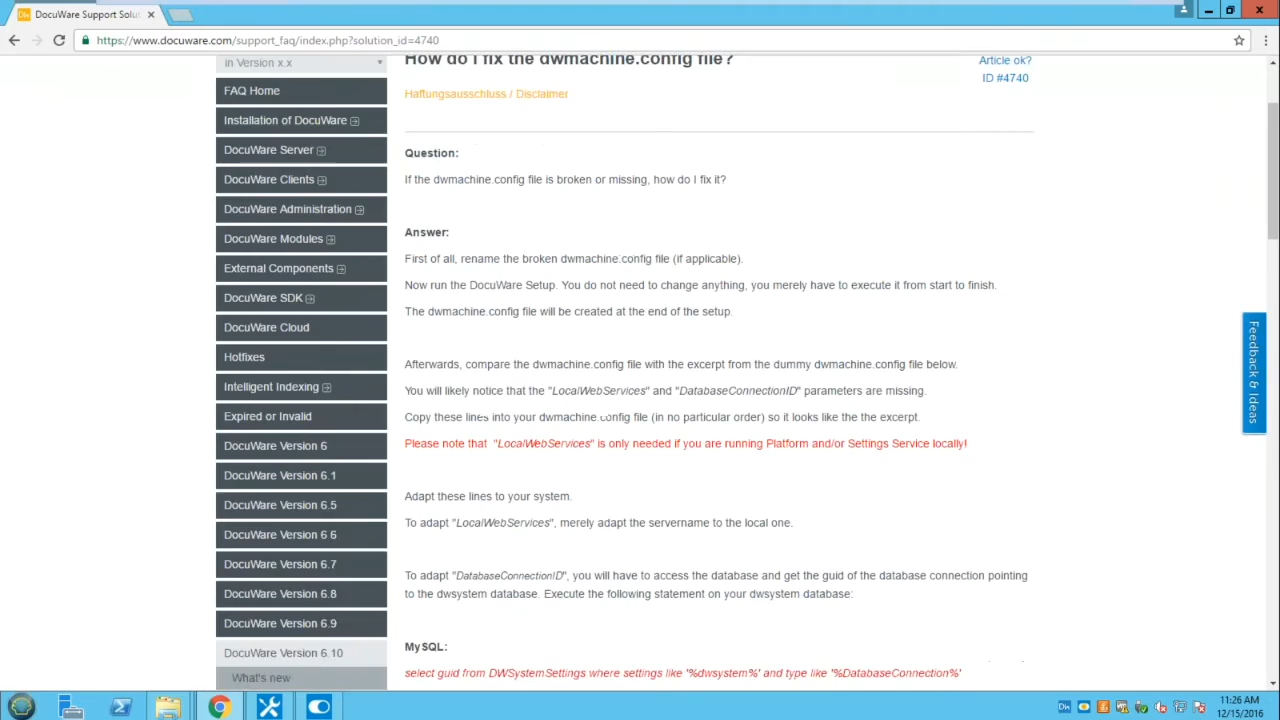 DocuWare Support Solut
https://www.docuware.com/support_faq/index.php?solution_id=4740
in Version x.x
FAQ Home
Installation of DocuWare
DocuWare Server
DocuWare Clients
DocuWare Administration
DocuWare Modules
External Components
DocuWare SDK
DocuWare Cloud
Hotfixes
Intelligent Indexing
Expired or Invalid
DocuWare Version 6
DocuWare Version 6.1
DocuWare Version 6.5
DocuWare Version 6.6
DocuWare Version 6.7
DocuWare Version 6.8
DocuWare Version 6.9
DocuWare Version 6.10
What's new
How do I fix the dwmachine.config file?
Article ok?
ID #4740
Haftungsausschluss / Disclaimer
Question:
If the dwmachine.config file is broken or missing, how do I fix it?
Answer:
First of all, rename the broken dwmachine.config file (if applicable).
Now run the DocuWare Setup. You do not need to change anything, you merely have to execute it from start to finish.
The dwmachine.config file will be created at the end of the setup.
Afterwards, compare the dwmachine.config file with the excerpt from the dummy dwmachine.config file below.
You will likely notice that the "LocalWebServices" and "DatabaseConnectionID" parameters are missing.
Copy these lines into your dwmachine.config file (in no particular order) so it looks like the the excerpt.
Please note that "LocalWebServices" is only needed if you are running Platform and/or Settings Service locally!
Adapt these lines to your system.
To adapt "LocalWebServices", merely adapt the servername to the local one.
To adapt "DatabaseConnectionID", you will have to access the database and get the guid of the database connection pointing
to the dwsystem database. Execute the following statement on your dwsystem database:
MySQL:
select guid from DWSystemSettings where settings like '%dwsystem%' and type like '%DatabaseConnection%'
Feedback & Ideas
11:26 AM
12/15/2016